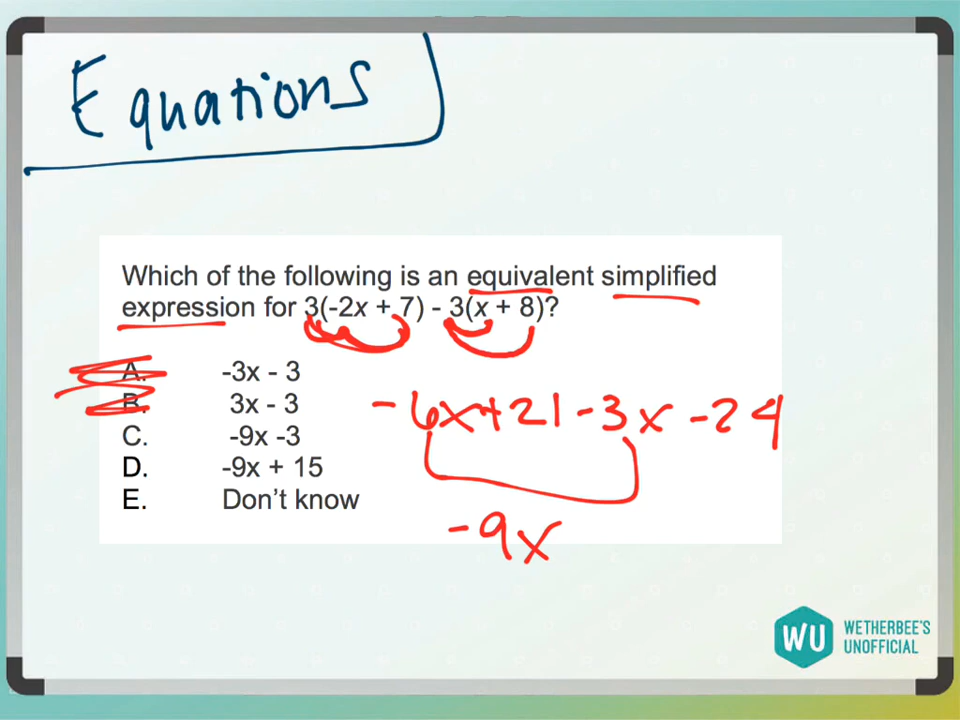 Equations
Which of the following is an equivalent simplified
expression for 3(-2x + 7) - 3(x + 8)?
A. -3x - 3
B. 3x - 3
C. -9x -3
D. -9x + 15
E. Don't know
-6x+21-3x-24
-9x
WU WETHERBEE'S
UNOFFICIAL